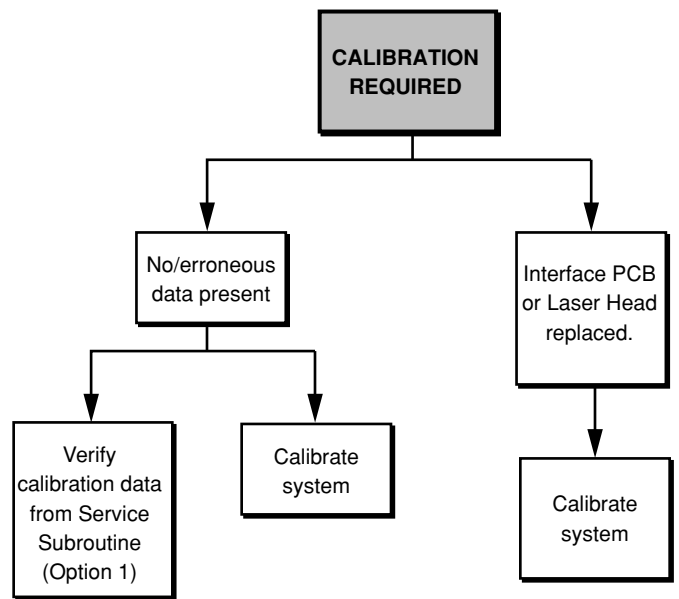 CALIBRATION
REQUIRED
No/erroneous
data present
Interface PCB
or Laser Head
replaced.
Verify
calibration data
from Service
Subroutine
(Option 1)
Calibrate
system
Calibrate
system